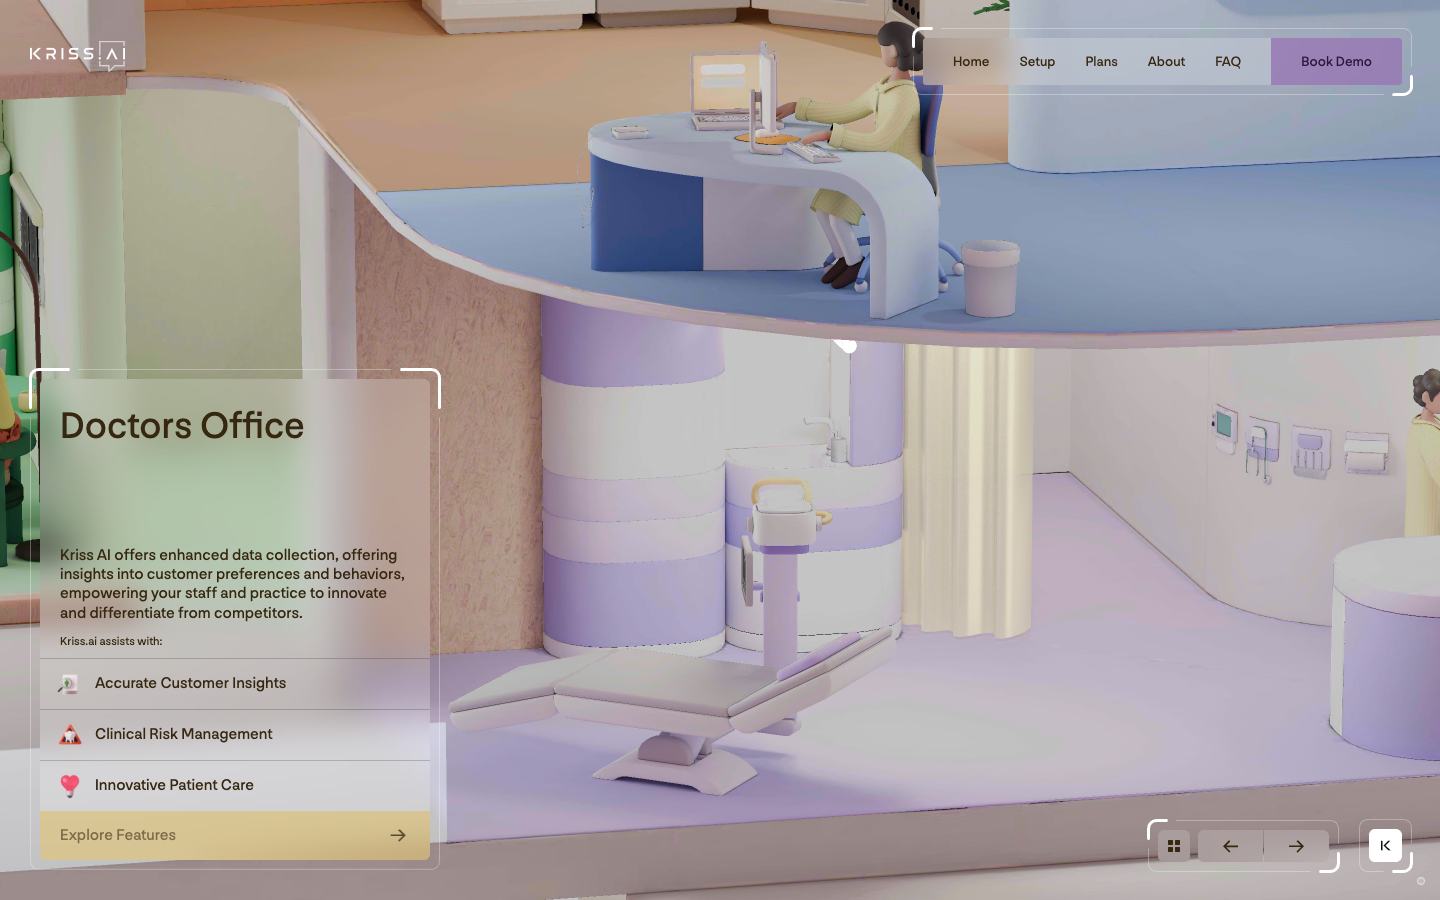 KRISS.AI
Home
Setup
Plans
About
FAQ
Book Demo
Doctors Office
Kriss AI offers enhanced data collection, offering
insights into customer preferences and behaviors,
empowering your staff and practice to innovate
and differentiate from competitors.
Kriss.ai assists with:
Accurate Customer Insights
Clinical Risk Management
Innovative Patient Care
Explore Features